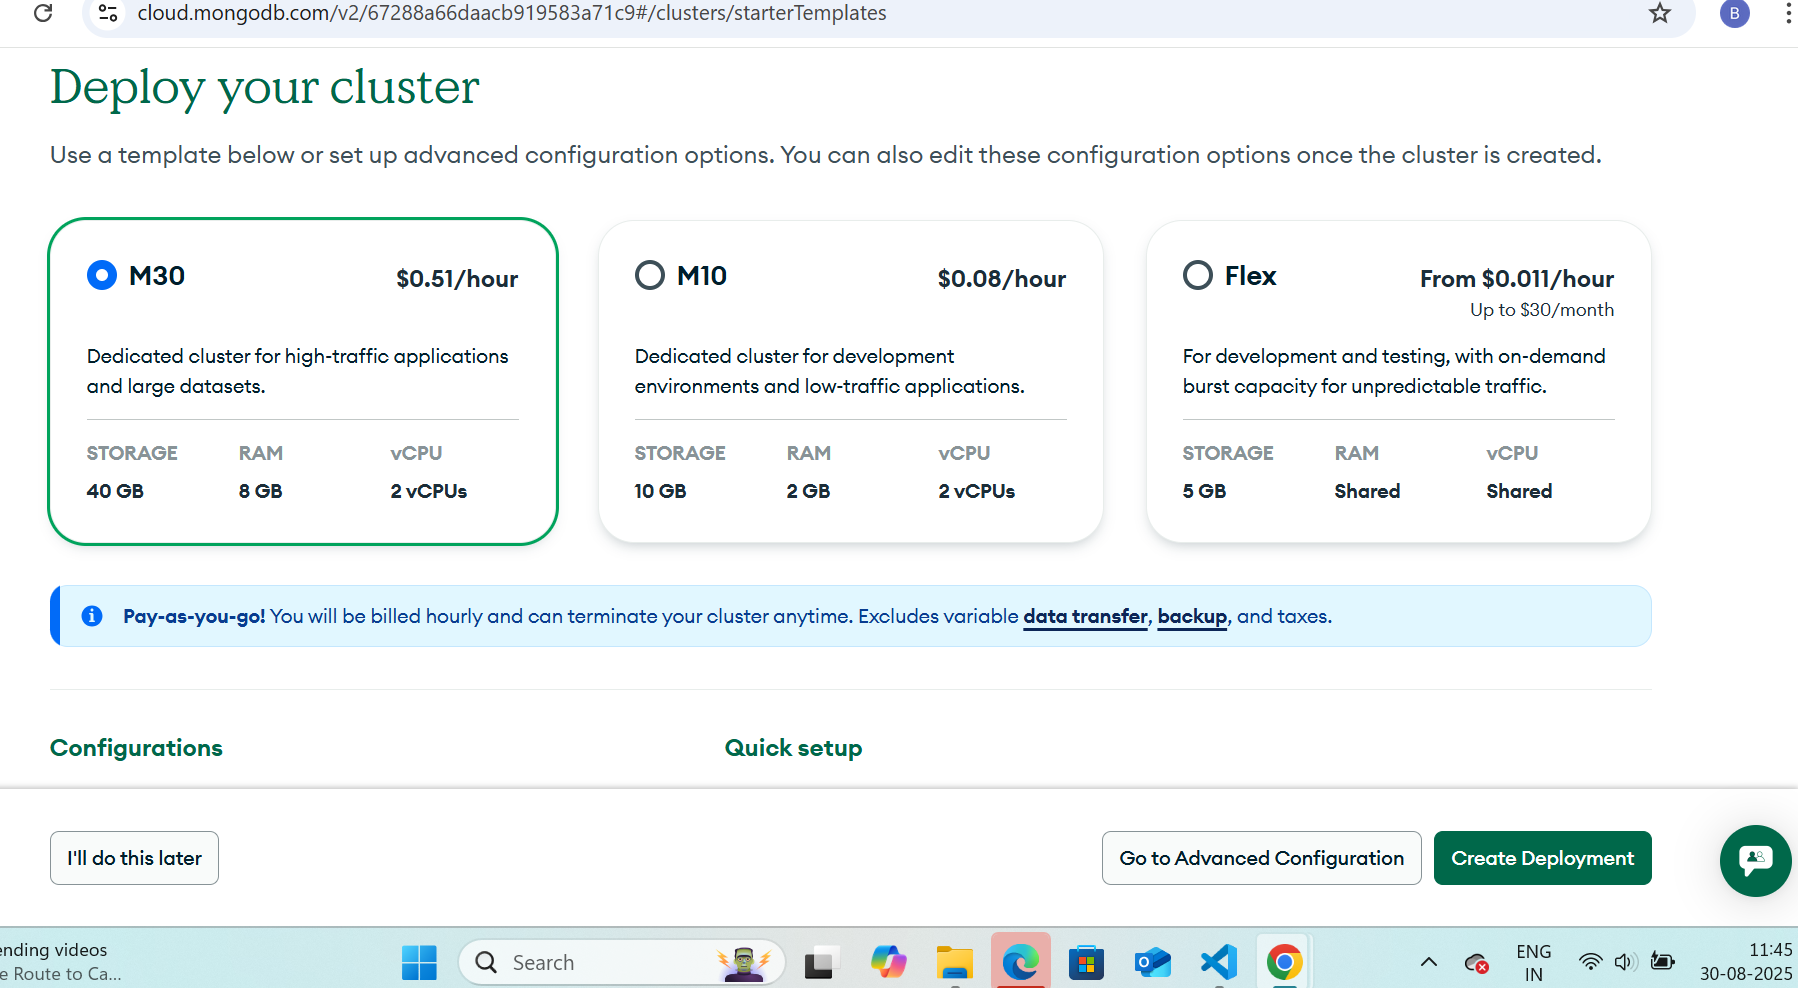 cloud.mongodb.com/v2/67288a66daacb919583a71c9#/clusters/starterTemplates
B
Deploy your cluster
Use a template below or set up advanced configuration options. You can also edit these configuration options once the cluster is created.
M30
$0.51/hour
Dedicated cluster for high-traffic applications
and large datasets.
STORAGE RAM vCPU
40 GB 8 GB 2 vCPUs
M10
$0.08/hour
Dedicated cluster for development
environments and low-traffic applications.
STORAGE RAM vCPU
10 GB 2 GB 2 vCPUs
Flex
From $0.011/hour
Up to $30/month
For development and testing, with on-demand
burst capacity for unpredictable traffic.
STORAGE RAM vCPU
5 GB Shared Shared
Pay-as-you-go! You will be billed hourly and can terminate your cluster anytime. Excludes variable data transfer, backup, and taxes.
Configurations
Quick setup
I'll do this later
Go to Advanced Configuration
Create Deployment
ending videos
e Route to Ca...
Search
ENG
IN
11:45
30-08-2025